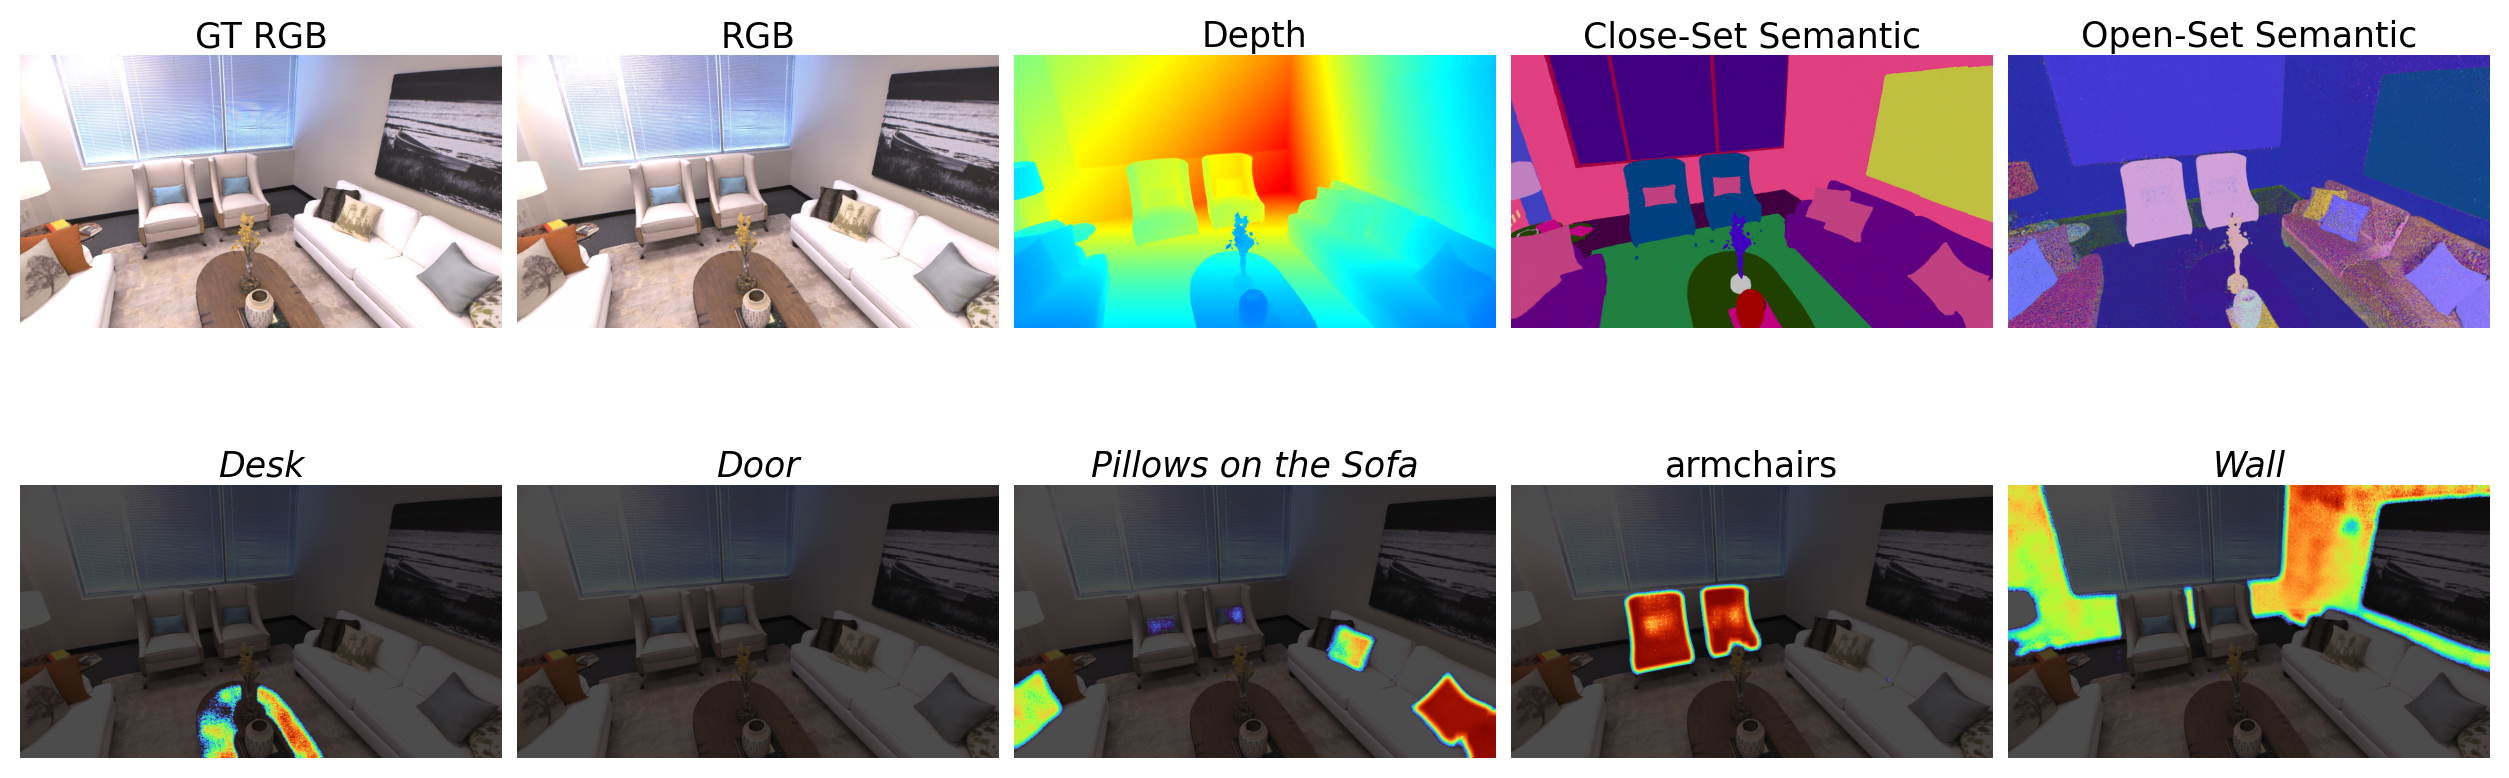 GT RGB
RGB
Depth
Close-Set Semantic
Open-Set Semantic
Desk
Door
Pillows on the Sofa
armchairs
Wall